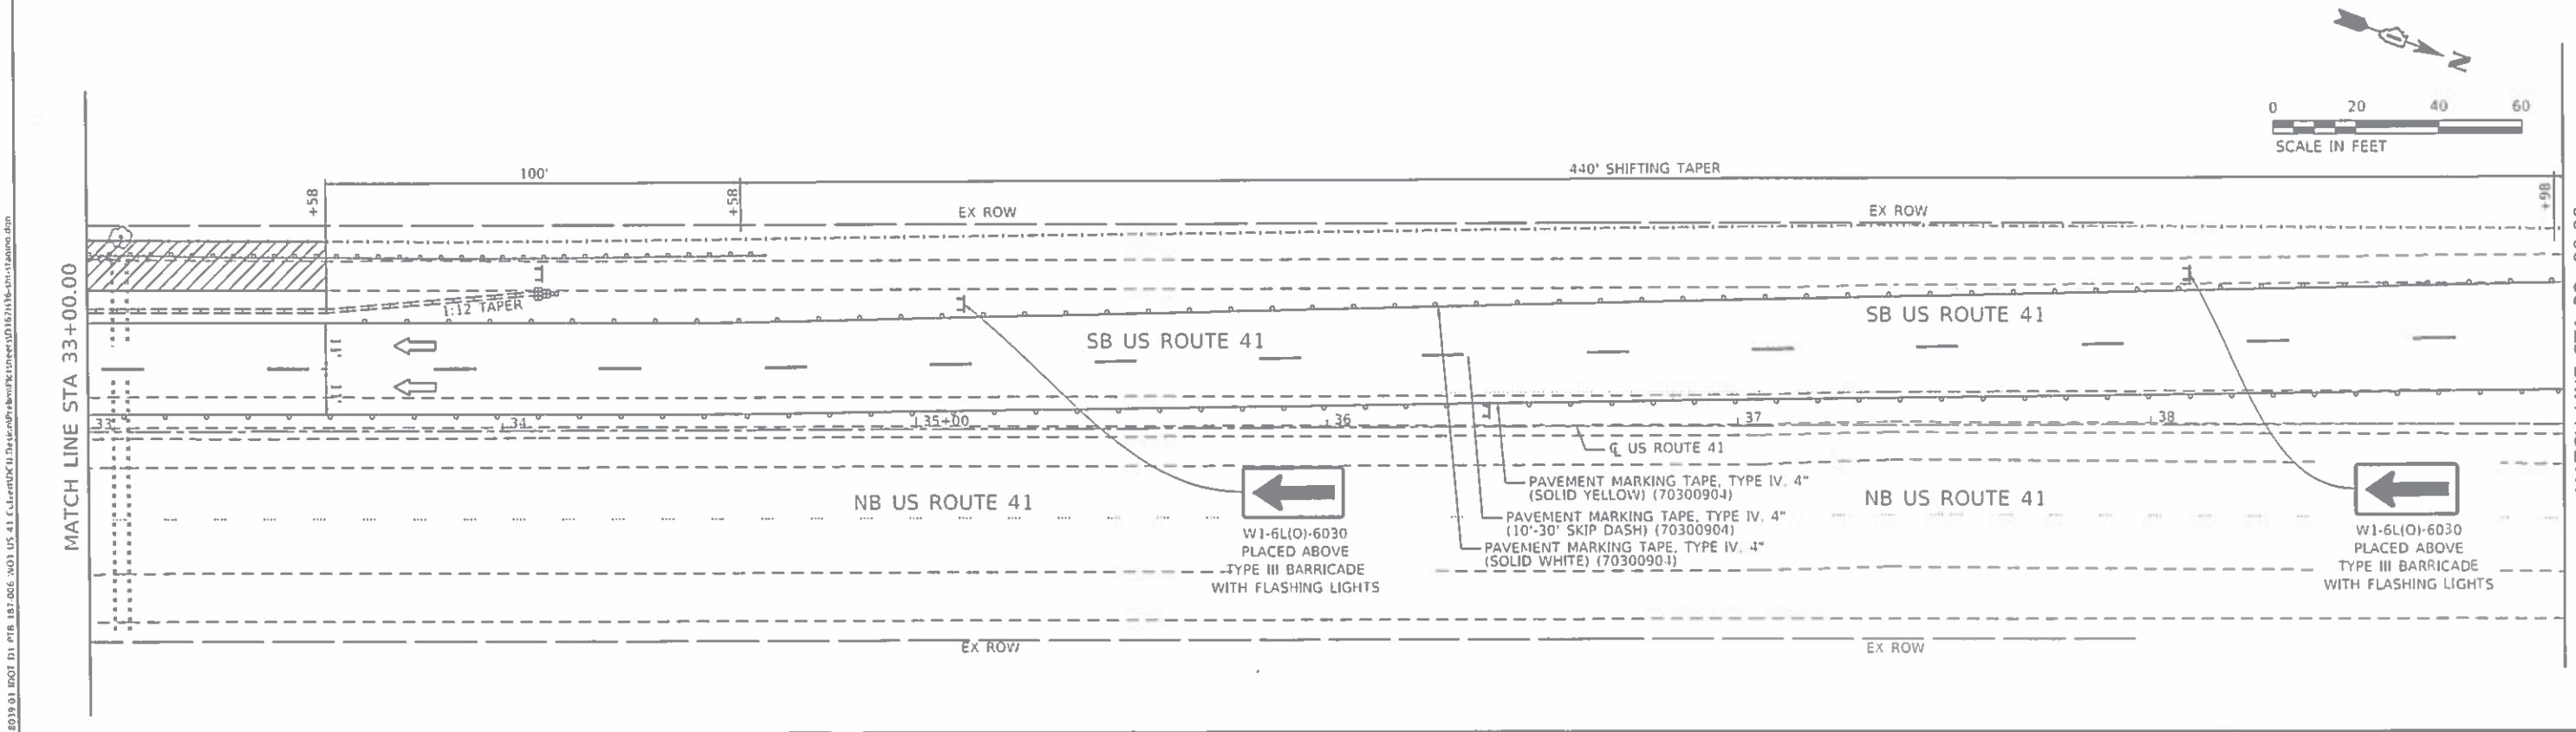 N
0 20 40 60
SCALE IN FEET
100'
440' SHIFTING TAPER
+58
+58
+98
EX ROW
EX ROW
MATCH LINE STA 33+00.00
1:12 TAPER
SB US ROUTE 41
SB US ROUTE 41
33
34
35+00
36
37
38
℄ US ROUTE 41
NB US ROUTE 41
NB US ROUTE 41
PAVEMENT MARKING TAPE, TYPE IV, 4"
(SOLID YELLOW) (70300904)
PAVEMENT MARKING TAPE, TYPE IV, 4"
(10'-30' SKIP DASH) (70300904)
PAVEMENT MARKING TAPE, TYPE IV, 4"
(SOLID WHITE) (70300904)
W1-6L(O)-6030
PLACED ABOVE
TYPE III BARRICADE
WITH FLASHING LIGHTS
W1-6L(O)-6030
PLACED ABOVE
TYPE III BARRICADE
WITH FLASHING LIGHTS
EX ROW
EX ROW